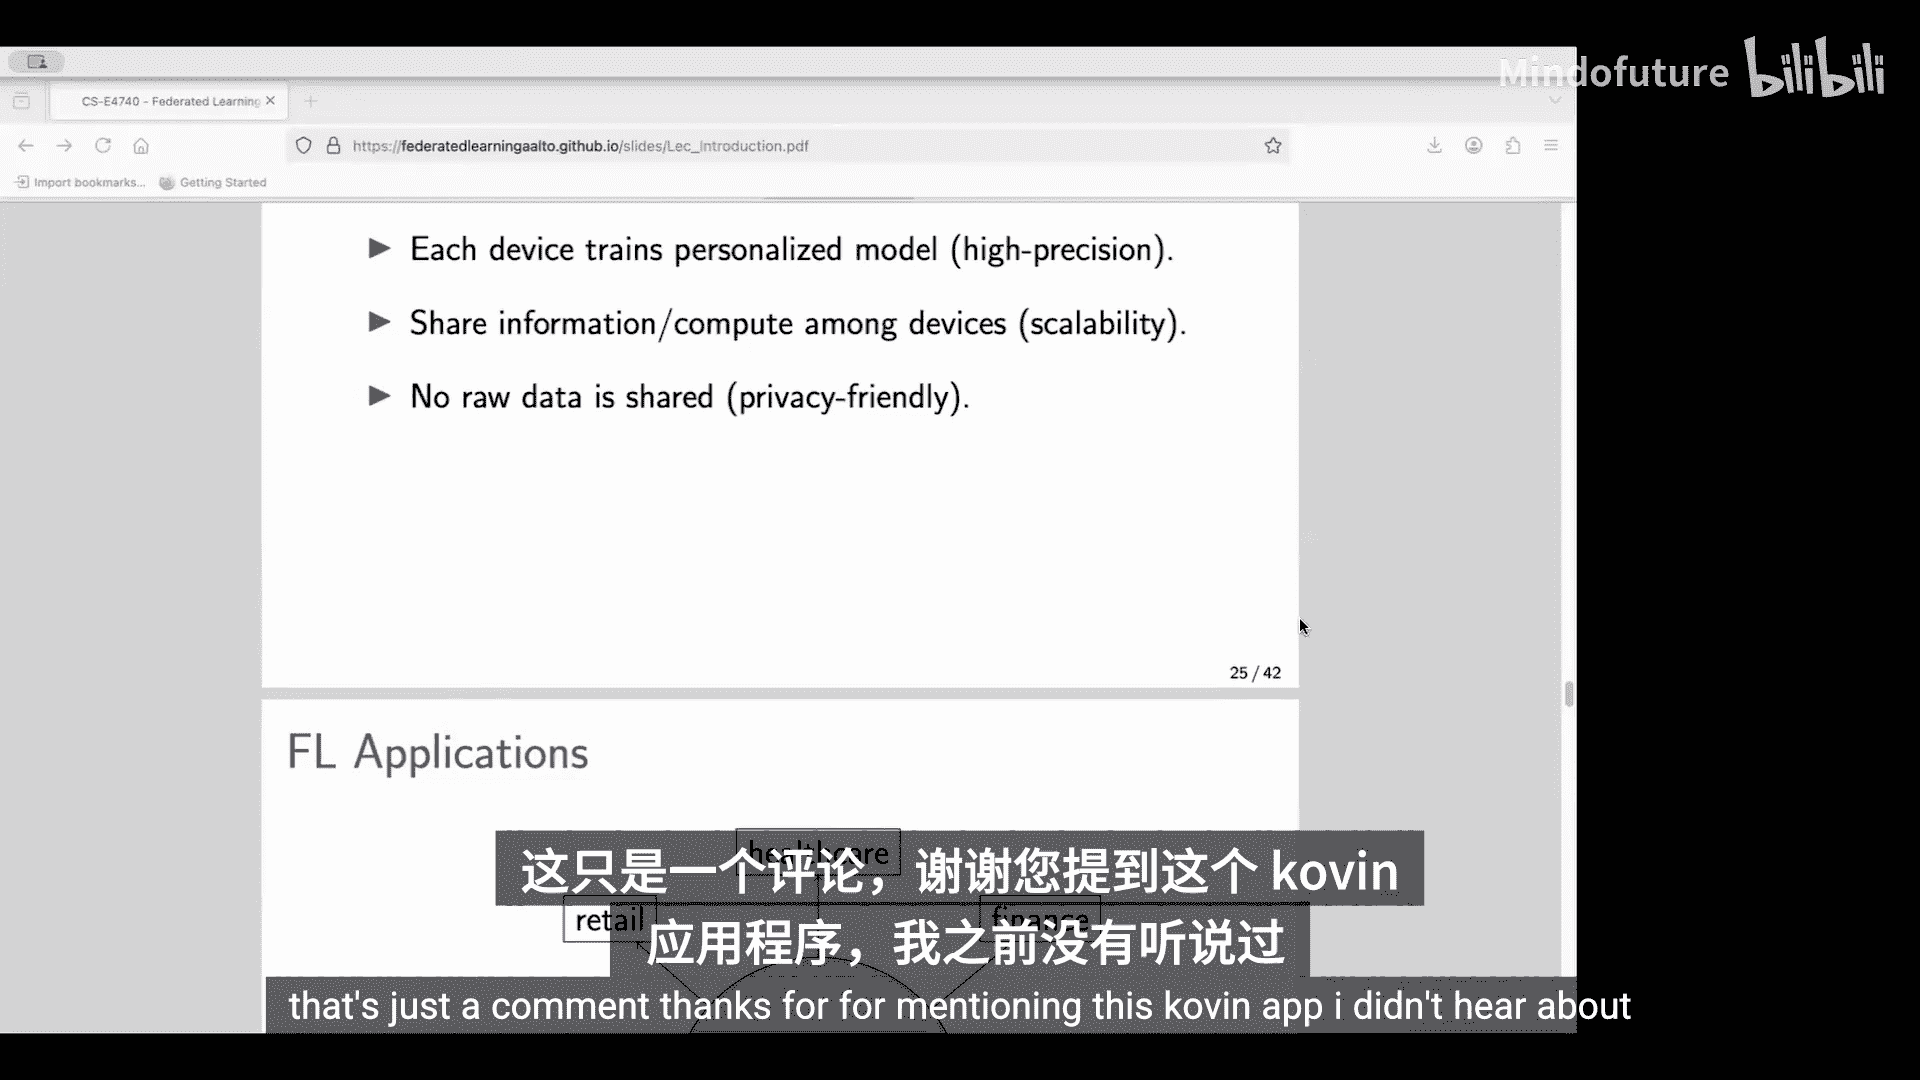 Mindofuture bilibili
CS-E4740 - Federated Learning
https://federatedlearningaalto.github.io/slides/Lec_Introduction.pdf
Import bookmarks... Getting Started
Each device trains personalized model (high-precision).
Share information/compute among devices (scalability).
No raw data is shared (privacy-friendly).
25 / 42
FL Applications
healthcare
retail
finance
这只是一个评论，谢谢您提到这个 kovin
应用程序，我之前没有听说过
that's just a comment thanks for for mentioning this kovin app i didn't hear about